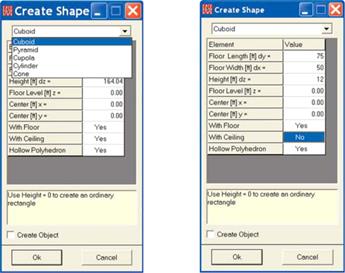 Create Shape
Cuboid
Cuboid
Pyramid
Cupola
Cylinder
Cone
Height [ft] dz = 164.04
Floor Level [ft] z = 0.00
Center [ft] x = 0.00
Center [ft] y = 0.00
With Floor Yes
With Ceiling Yes
Hollow Polyhedron Yes
Use Height = 0 to create an ordinary
rectangle
Create Object
Ok Cancel
Create Shape
Cuboid
Element Value
Floor Length [ft] dy = 75
Floor Width [ft] dx = 50
Height [ft] dz = 12
Floor Level [ft] z = 0.00
Center [ft] x = 0.00
Center [ft] y = 0.00
With Floor Yes
With Ceiling No
Hollow Polyhedron Yes
Use Height = 0 to create an ordinary
rectangle
Create Object
Ok Cancel